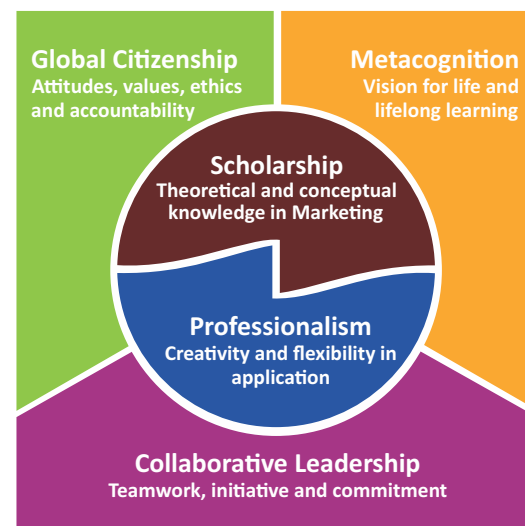 Global Citizenship
Attitudes, values, ethics
and accountability
Metacognition
Vision for life and
lifelong learning
Scholarship
Theoretical and conceptual
knowledge in Marketing
Professionalism
Creativity and flexibility in
application
Collaborative Leadership
Teamwork, initiative and commitment